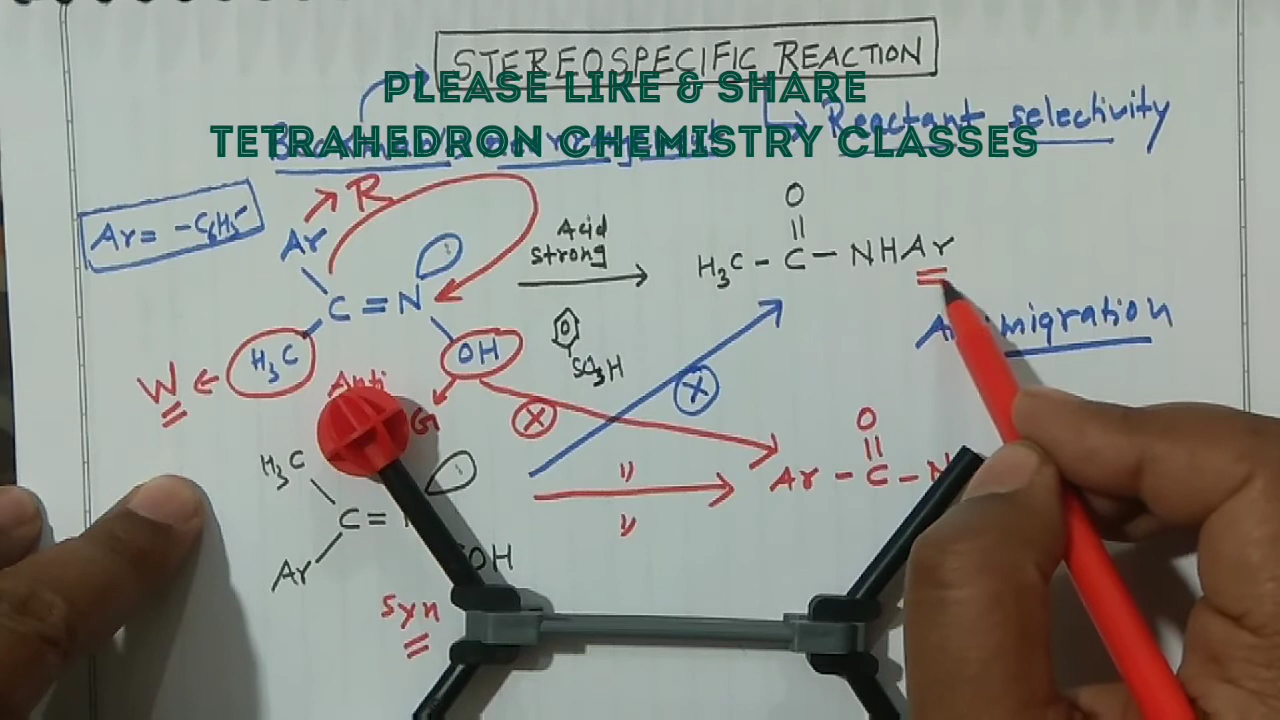 STEREOSPECIFIC REACTION
PLEASE LIKE & SHARE
Reactant selectivity
TETRAHEDRON CHEMISTRY CLASSES
R
Ar = -C6H5
Ar
C = N
H3C
OH
W
Anti
G
Acid
strong
SO3H
O
H3C - C - NHAr
migration
X
X
O
Ar - C - N
H3C
C =
Ar
OH
Syn